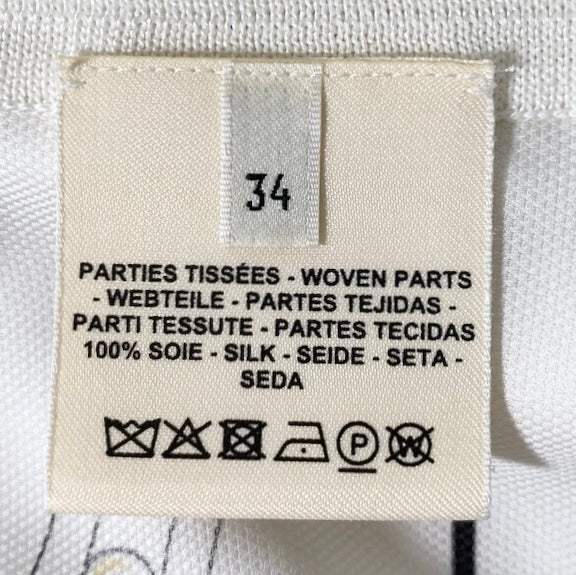 34
PARTIES TISSÉES - WOVEN PARTS
- WEBTEILE - PARTES TEJIDAS -
PARTI TESSUTE - PARTES TECIDAS
100% SOIE - SILK - SEIDE - SETA -
SEDA
P W